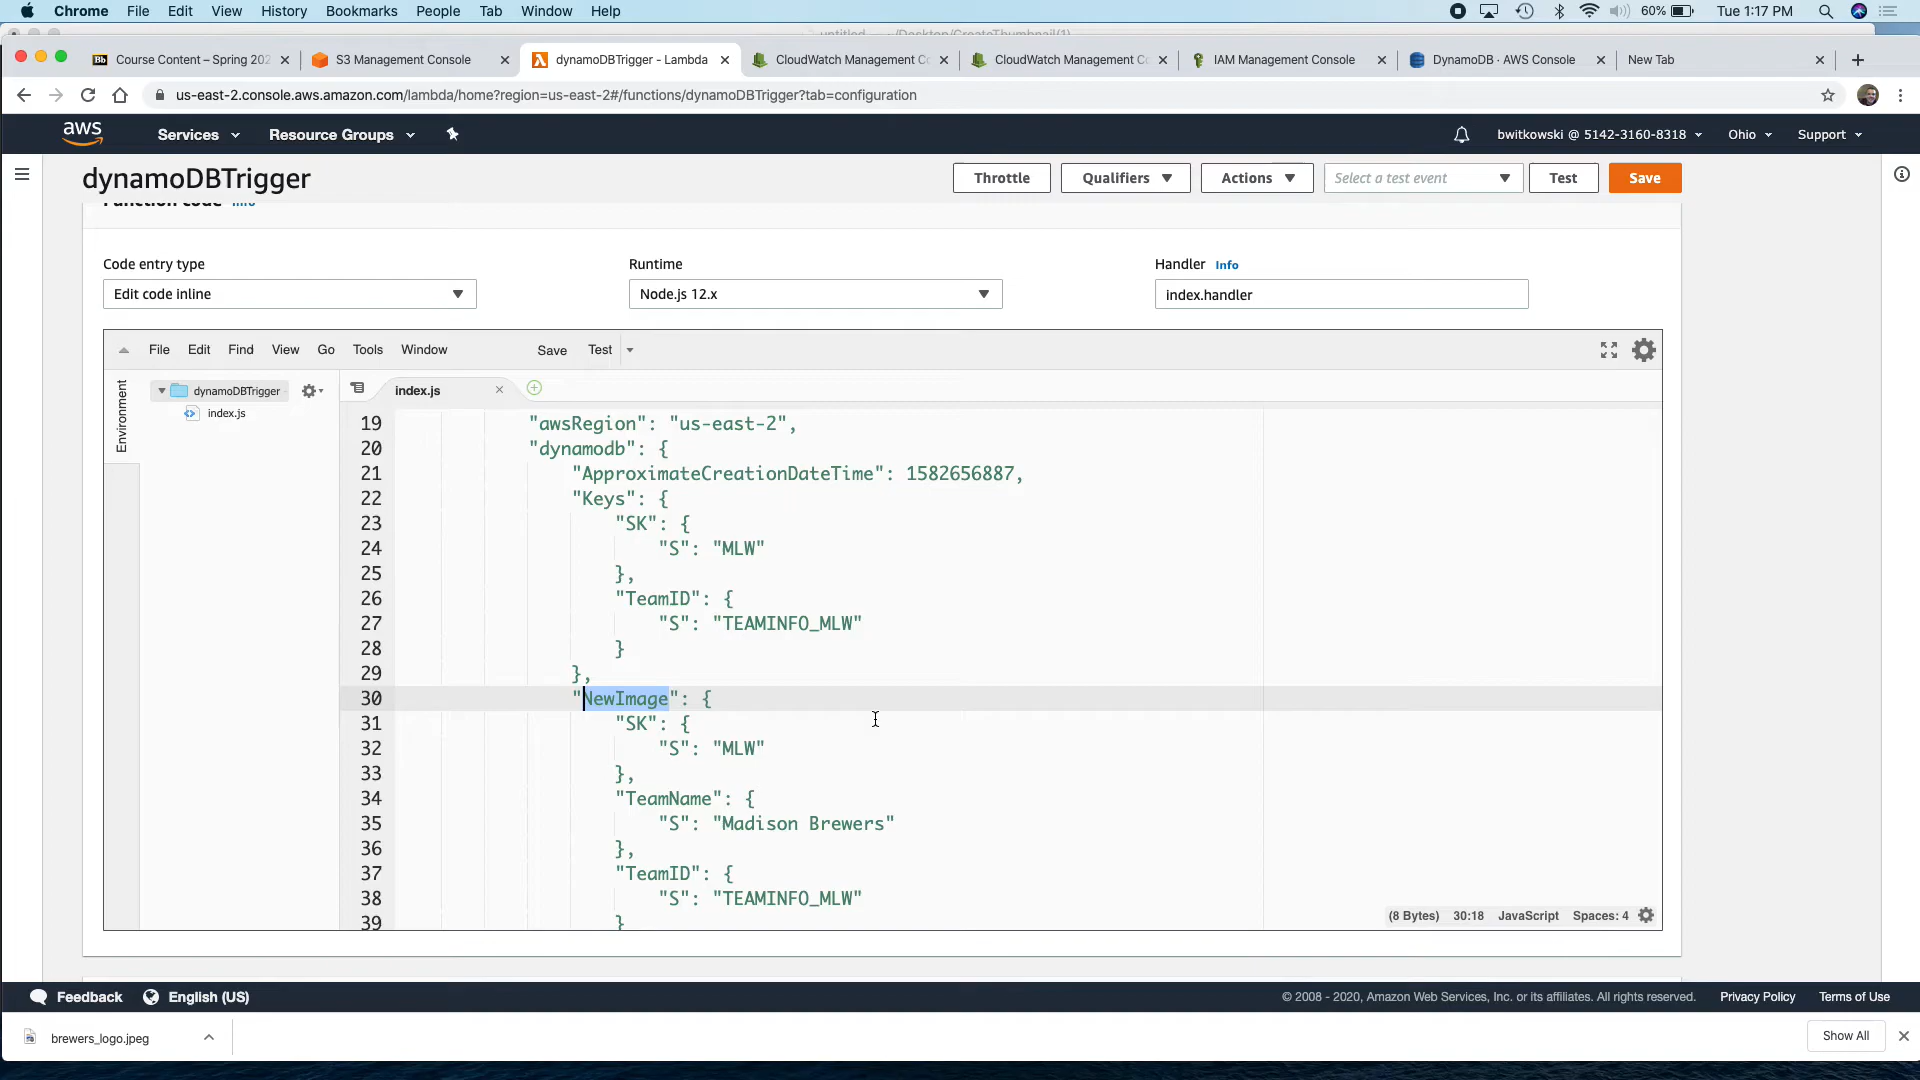 Chrome File Edit View History Bookmarks People Tab Window Help 60% Tue 1:17 PM
Course Content – Spring 202 S3 Management Console dynamoDBTrigger - Lambda CloudWatch Management C CloudWatch Management C IAM Management Console DynamoDB · AWS Console New Tab
us-east-2.console.aws.amazon.com/lambda/home?region=us-east-2#/functions/dynamoDBTrigger?tab=configuration
aws Services Resource Groups bwitkowski @ 5142-3160-8318 Ohio Support
dynamoDBTrigger Throttle Qualifiers Actions Select a test event Test Save
Function code Info
Code entry type Runtime Handler Info
Edit code inline Node.js 12.x index.handler
File Edit Find View Go Tools Window Save Test
Environment
dynamoDBTrigger
index.js
index.js
19 "awsRegion": "us-east-2",
20 "dynamodb": {
21 "ApproximateCreationDateTime": 1582656887,
22 "Keys": {
23 "SK": {
24 "S": "MLW"
25 },
26 "TeamID": {
27 "S": "TEAMINFO_MLW"
28 }
29 },
30 "NewImage": {
31 "SK": {
32 "S": "MLW"
33 },
34 "TeamName": {
35 "S": "Madison Brewers"
36 },
37 "TeamID": {
38 "S": "TEAMINFO_MLW"
39 }
(8 Bytes) 30:18 JavaScript Spaces: 4
Feedback English (US) © 2008 - 2020, Amazon Web Services, Inc. or its affiliates. All rights reserved. Privacy Policy Terms of Use
brewers_logo.jpeg Show All